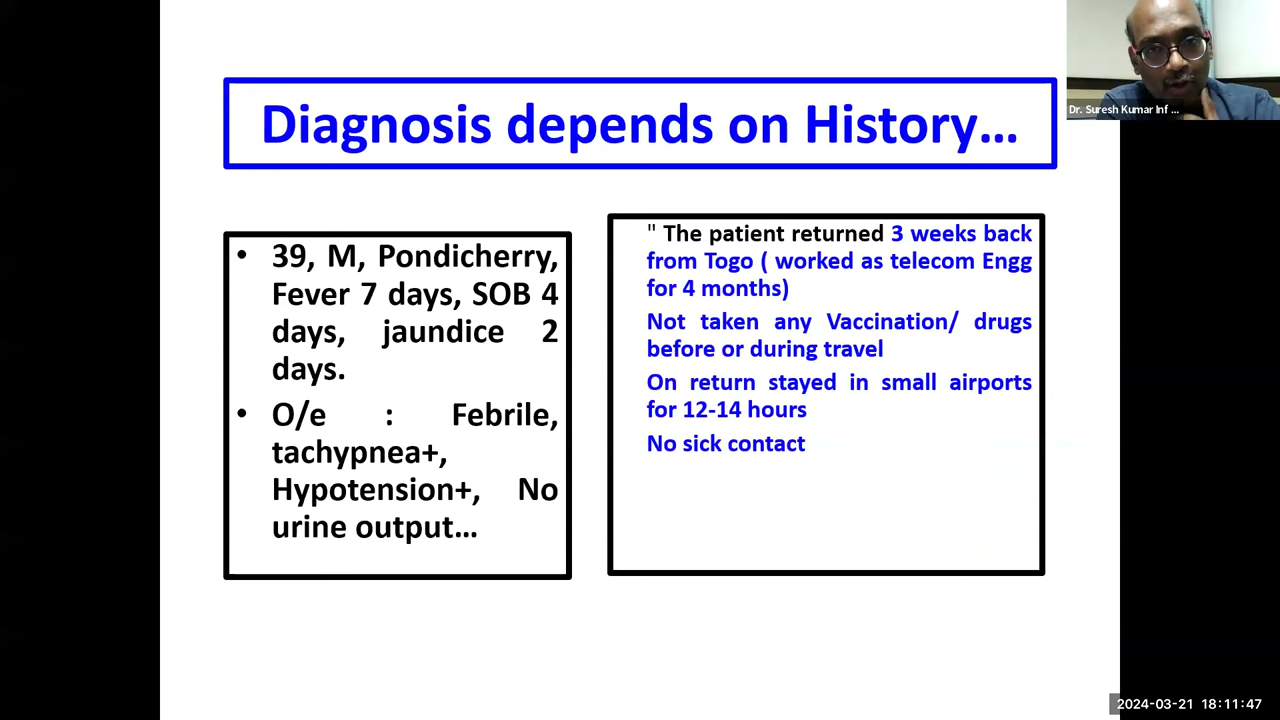 Diagnosis depends on History...
• 39, M, Pondicherry,
Fever 7 days, SOB 4
days, jaundice 2
days.
• O/e : Febrile,
tachypnea+,
Hypotension+, No
urine output...
" The patient returned 3 weeks back
from Togo ( worked as telecom Engg
for 4 months)
Not taken any Vaccination/ drugs
before or during travel
On return stayed in small airports
for 12-14 hours
No sick contact
Dr. Suresh Kumar Inf ...
2024-03-21 18:11:47